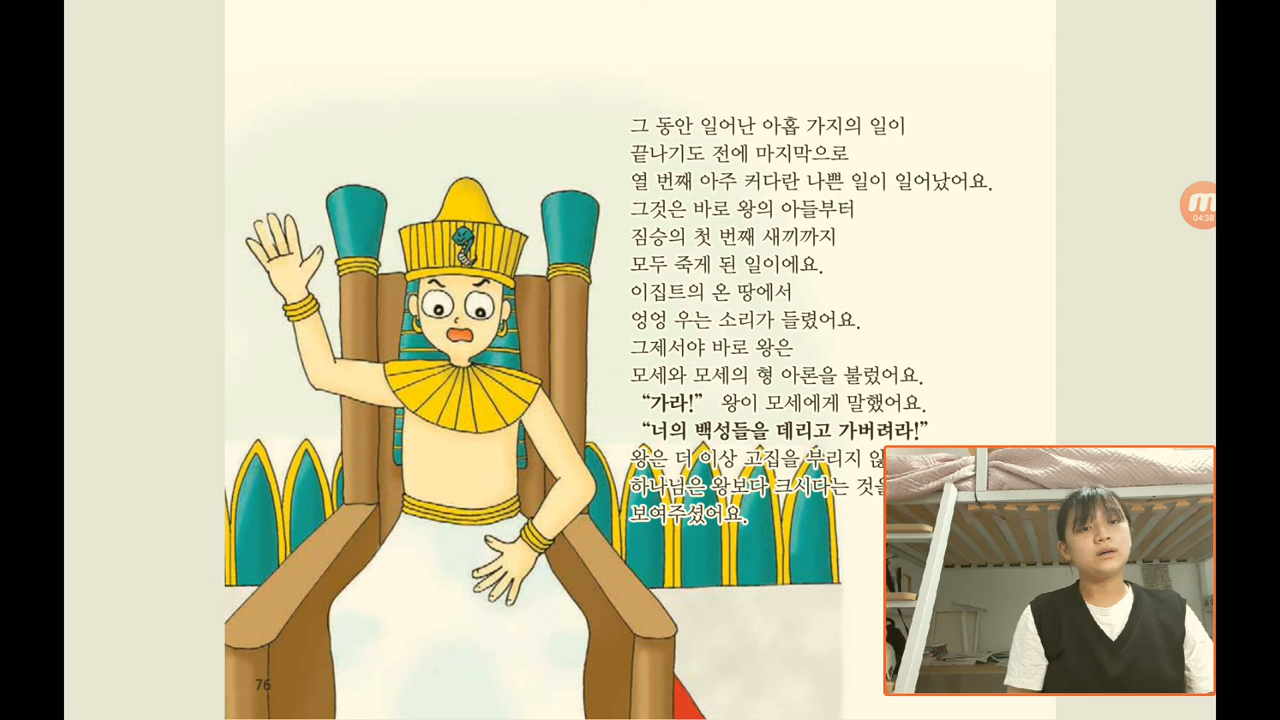 그 동안 일어난 아홉 가지의 일이
끝나기도 전에 마지막으로
열 번째 아주 커다란 나쁜 일이 일어났어요.
그것은 바로 왕의 아들부터
짐승의 첫 번째 새끼까지
모두 죽게 된 일이에요.
이집트의 온 땅에서
엉엉 우는 소리가 들렸어요.
그제서야 바로 왕은
모세와 모세의 형 아론을 불렀어요.
“가라!” 왕이 모세에게 말했어요.
“너의 백성들을 데리고 가버려라!”
왕은 더 이상 고집을 부리지
하나님은 왕보다 크시다는
보여주셨어요.
76
04:38